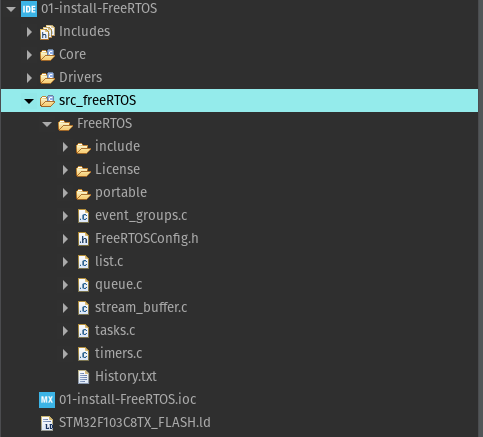 IDE 01-install-FreeRTOS
Includes
Core
Drivers
src_freeRTOS
FreeRTOS
include
License
portable
.c event_groups.c
.h FreeRTOSConfig.h
.c list.c
.c queue.c
.c stream_buffer.c
.c tasks.c
.c timers.c
History.txt
MX 01-install-FreeRTOS.ioc
LD STM32F103C8TX_FLASH.ld